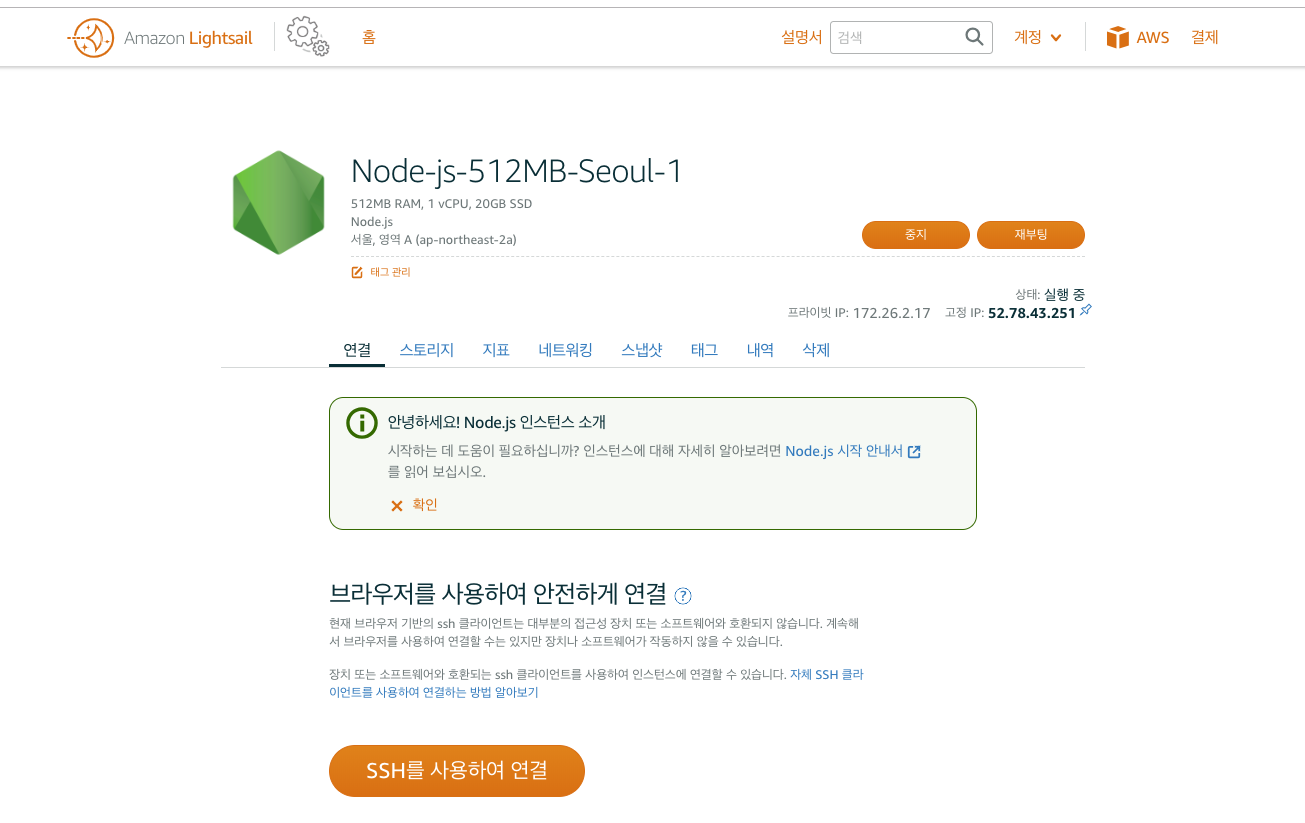 Amazon Lightsail
홈
설명서
검색
계정
AWS
결제
Node-js-512MB-Seoul-1
512MB RAM, 1 vCPU, 20GB SSD
Node.js
서울, 영역 A (ap-northeast-2a)
중지
재부팅
태그 관리
상태: 실행 중
프라이빗 IP: 172.26.2.17 고정 IP: 52.78.43.251
연결 스토리지 지표 네트워킹 스냅샷 태그 내역 삭제
안녕하세요! Node.js 인스턴스 소개
시작하는 데 도움이 필요하십니까? 인스턴스에 대해 자세히 알아보려면 Node.js 시작 안내서
를 읽어 보십시오.
확인
브라우저를 사용하여 안전하게 연결 ?
현재 브라우저 기반의 ssh 클라이언트는 대부분의 접근성 장치 또는 소프트웨어와 호환되지 않습니다. 계속해
서 브라우저를 사용하여 연결할 수는 있지만 장치나 소프트웨어가 작동하지 않을 수 있습니다.
장치 또는 소프트웨어와 호환되는 ssh 클라이언트를 사용하여 인스턴스에 연결할 수 있습니다. 자체 SSH 클라
이언트를 사용하여 연결하는 방법 알아보기
SSH를 사용하여 연결